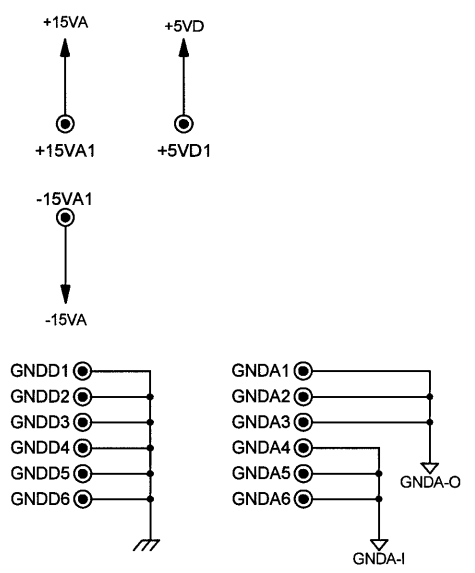 +15VA
+5VD
+15VA1
+5VD1
-15VA1
-15VA
GNDD1
GNDA1
GNDD2
GNDA2
GNDD3
GNDA3
GNDD4
GNDA4
GNDD5
GNDA5
GNDA-O
GNDD6
GNDA6
GNDA-I